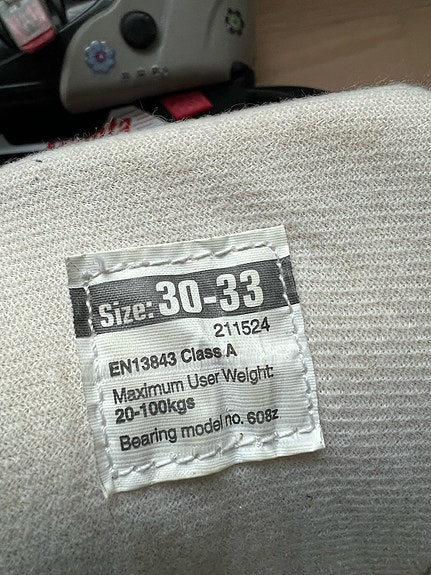 Size: 30-33
211524
EN13843 Class A
Maximum User Weight:
20-100kgs
Bearing model no. 608z